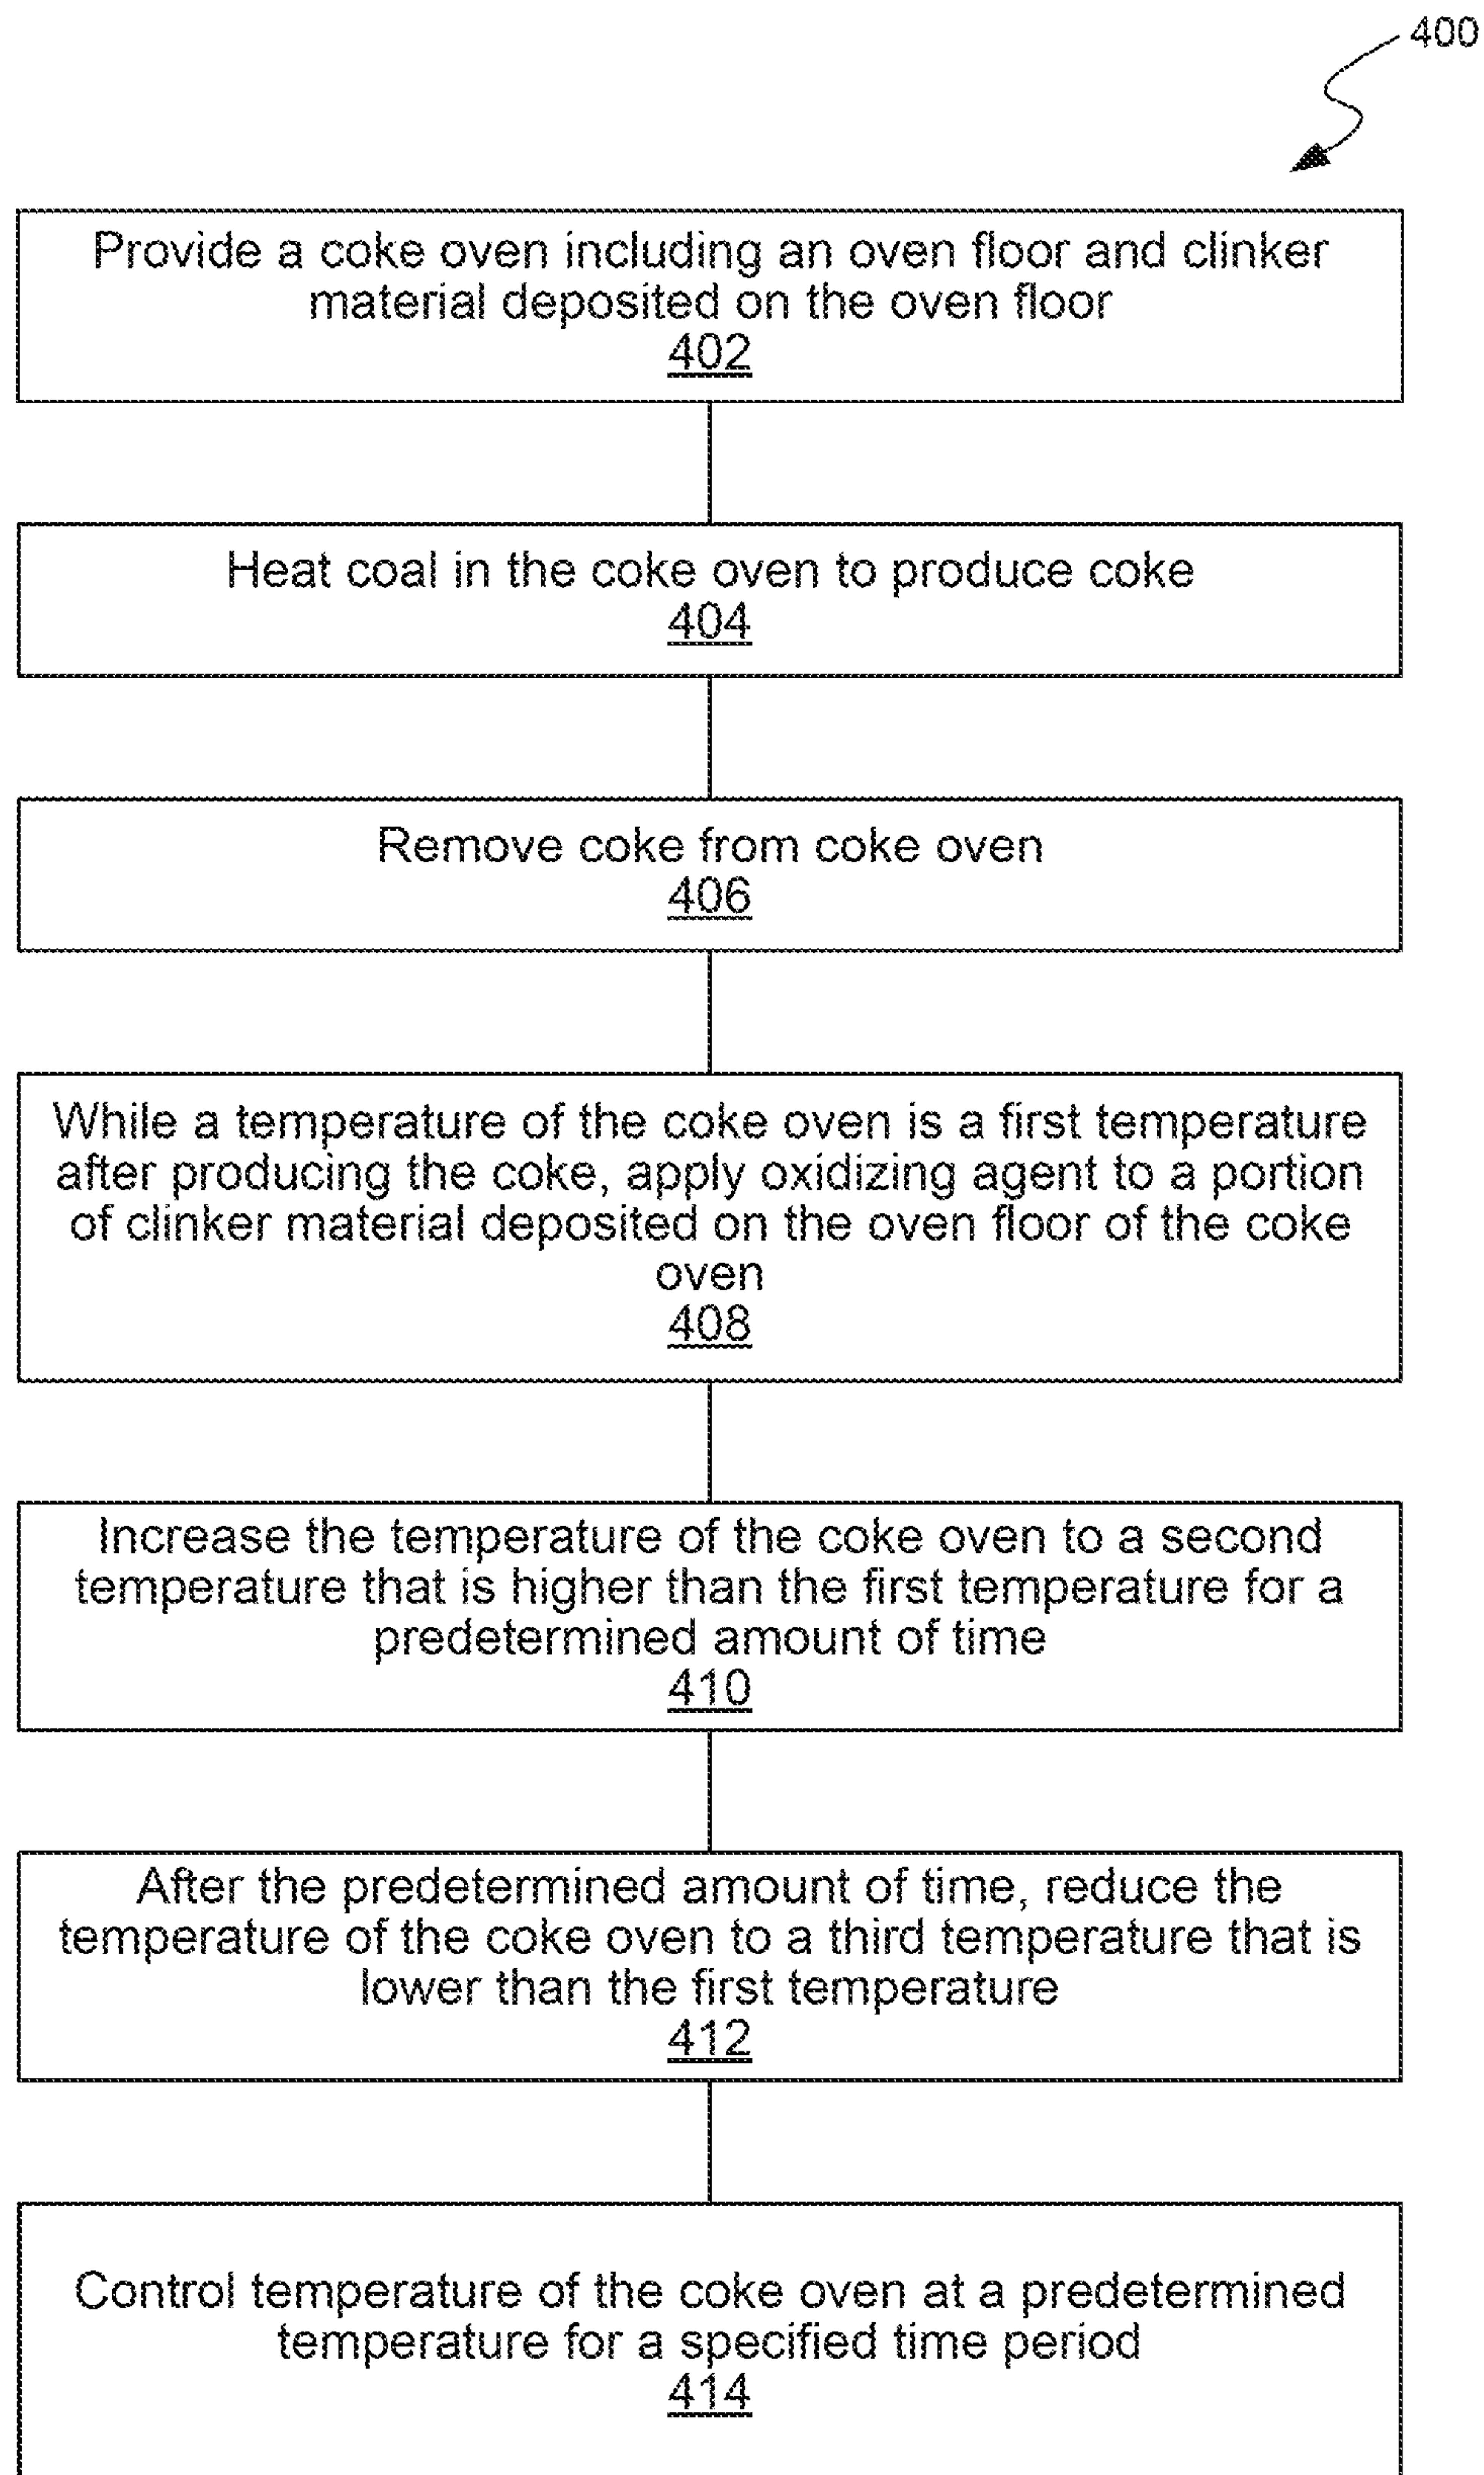 400
Provide a coke oven including an oven floor and clinker
material deposited on the oven floor
402
Heat coal in the coke oven to produce coke
404
Remove coke from coke oven
406
While a temperature of the coke oven is a first temperature
after producing the coke, apply oxidizing agent to a portion
of clinker material deposited on the oven floor of the coke
oven
408
Increase the temperature of the coke oven to a second
temperature that is higher than the first temperature for a
predetermined amount of time
410
After the predetermined amount of time, reduce the
temperature of the coke oven to a third temperature that is
lower than the first temperature
412
Control temperature of the coke oven at a predetermined
temperature for a specified time period
414